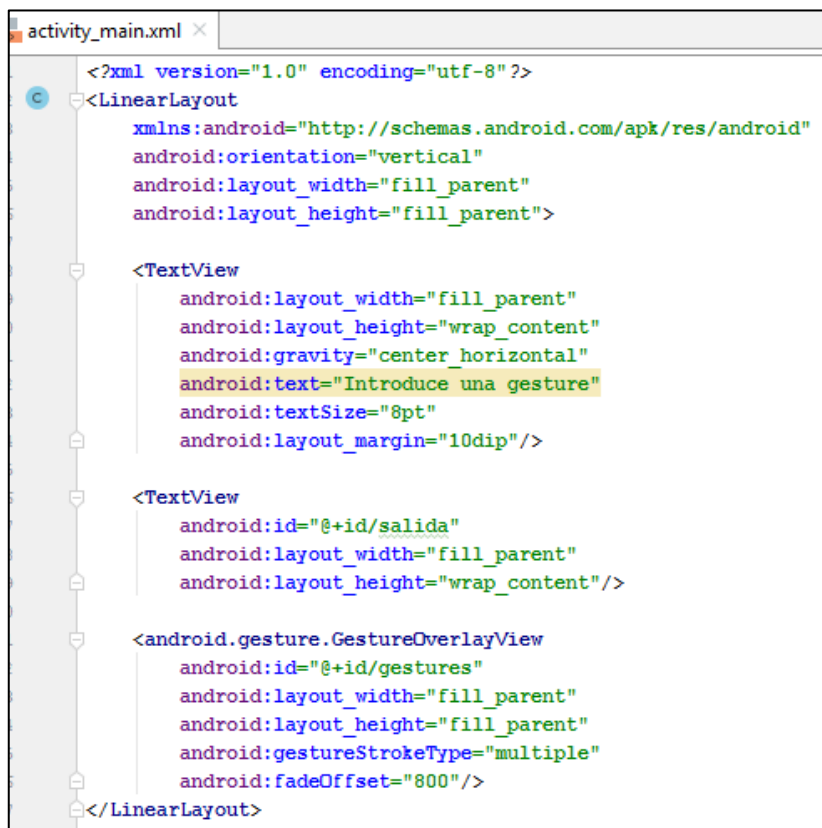 activity_main.xml
<?xml version="1.0" encoding="utf-8"?>
<LinearLayout
    xmlns:android="http://schemas.android.com/apk/res/android"
    android:orientation="vertical"
    android:layout_width="fill_parent"
    android:layout_height="fill_parent">

    <TextView
        android:layout_width="fill_parent"
        android:layout_height="wrap_content"
        android:gravity="center_horizontal"
        android:text="Introduce una gesture"
        android:textSize="8pt"
        android:layout_margin="10dip"/>

    <TextView
        android:id="@+id/salida"
        android:layout_width="fill_parent"
        android:layout_height="wrap_content"/>

    <android.gesture.GestureOverlayView
        android:id="@+id/gestures"
        android:layout_width="fill_parent"
        android:layout_height="fill_parent"
        android:gestureStrokeType="multiple"
        android:fadeOffset="800"/>
</LinearLayout>